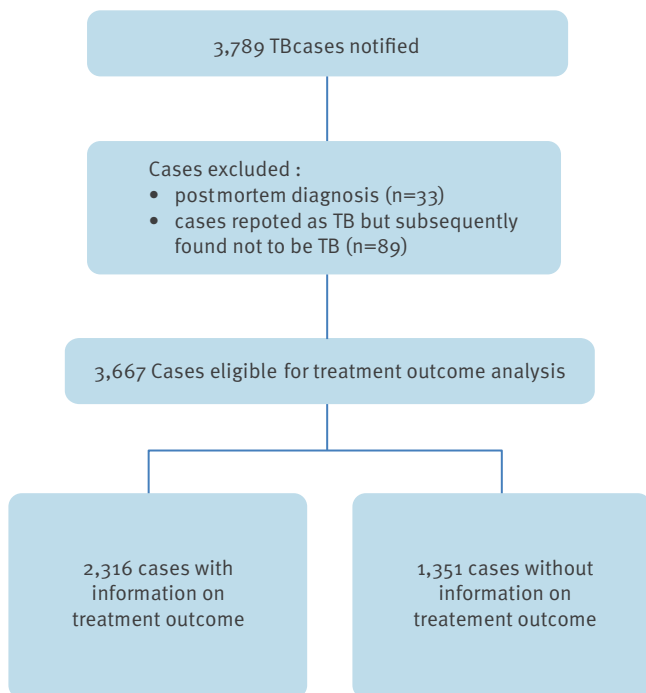 3,789 TBcases notified
Cases excluded :
• postmortem diagnosis (n=33)
• cases repoted as TB but subsequently
found not to be TB (n=89)
3,667 Cases eligible for treatment outcome analysis
2,316 cases with
information on
treatment outcome
1,351 cases without
information on
treatement outcome